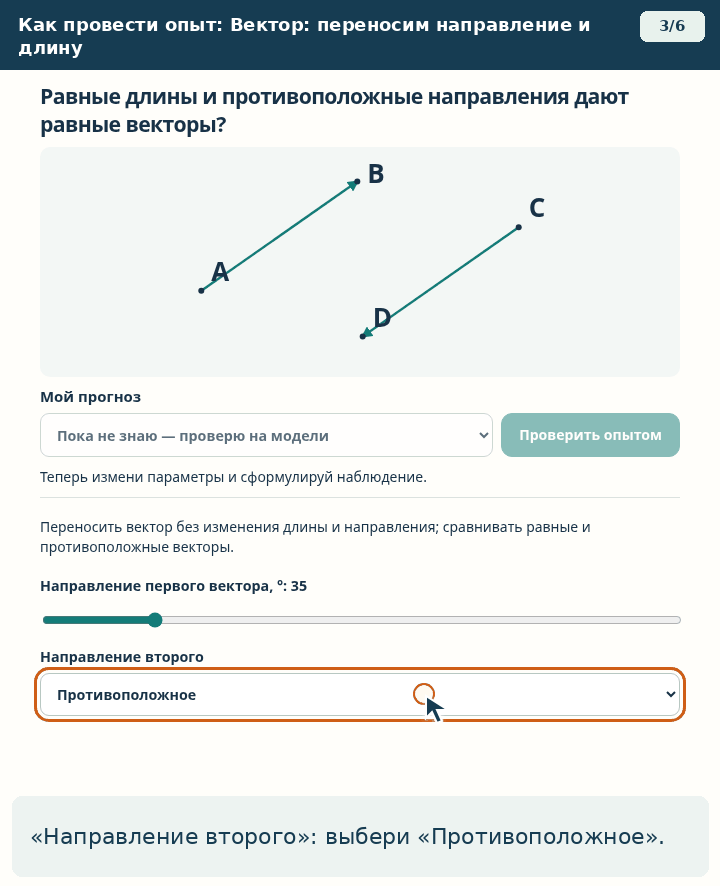 Как провести опыт: Вектор: переносим направление и
длину
3/6
Равные длины и противоположные направления дают
равные векторы?
B
C
A
D
Мой прогноз
Пока не знаю — проверю на модели
Проверить опытом
Теперь измени параметры и сформулируй наблюдение.
Переносить вектор без изменения длины и направления; сравнивать равные и
противоположные векторы.
Направление первого вектора, °: 35
Направление второго
Противоположное
«Направление второго»: выбери «Противоположное».